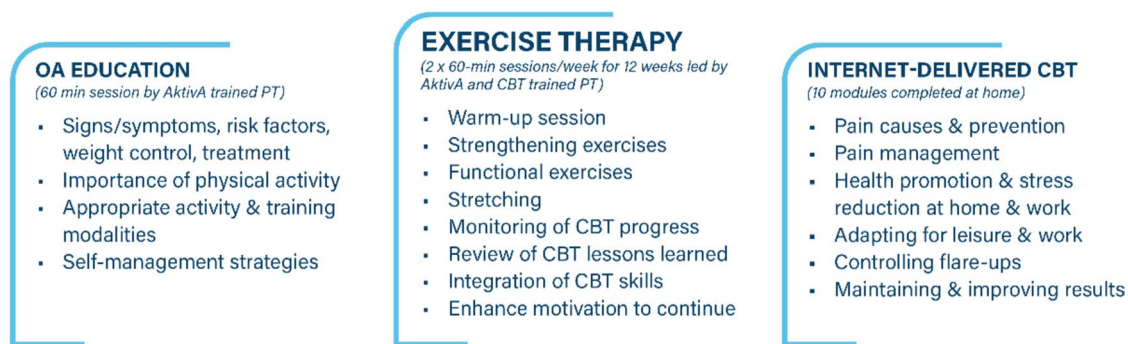 OA EDUCATION
(60 min session by AktivA trained PT)
▪ Signs/symptoms, risk factors,
weight control, treatment
▪ Importance of physical activity
▪ Appropriate activity & training
modalities
▪ Self-management strategies
EXERCISE THERAPY
(2 x 60-min sessions/week for 12 weeks led by
AktivA and CBT trained PT)
▪ Warm-up session
▪ Strengthening exercises
▪ Functional exercises
▪ Stretching
▪ Monitoring of CBT progress
▪ Review of CBT lessons learned
▪ Integration of CBT skills
▪ Enhance motivation to continue
INTERNET-DELIVERED CBT
(10 modules completed at home)
▪ Pain causes & prevention
▪ Pain management
▪ Health promotion & stress
reduction at home & work
▪ Adapting for leisure & work
▪ Controlling flare-ups
▪ Maintaining & improving results